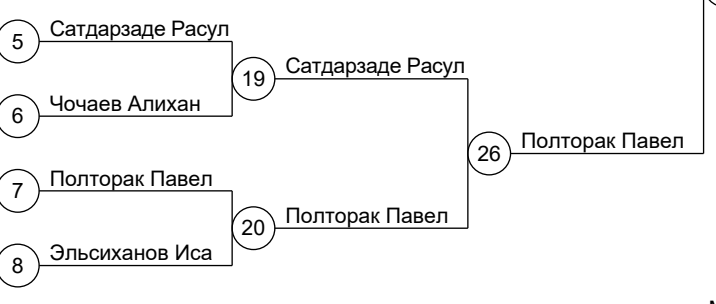 5 Сатдарзаде Расул
19 Сатдарзаде Расул
6 Чочаев Алихан
26 Полторак Павел
7 Полторак Павел
20 Полторак Павел
8 Эльсиханов Иса